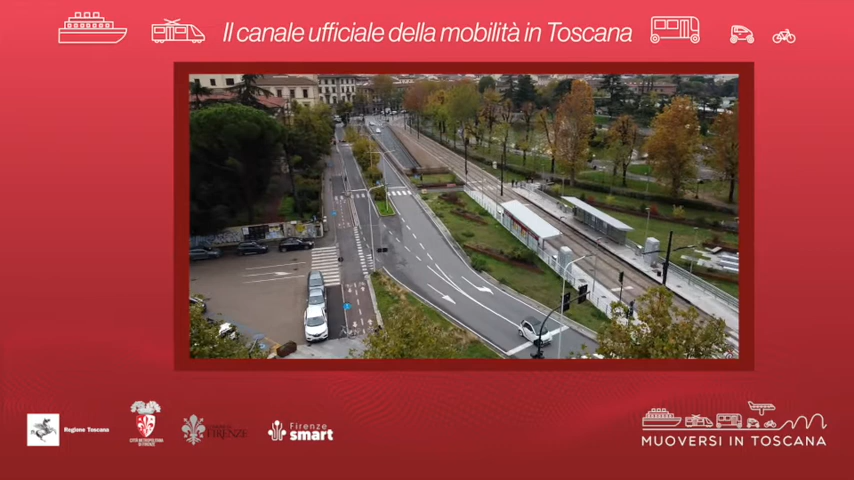 Il canale ufficiale della mobilità in Toscana
Regione Toscana
CITTÀ METROPOLITANA
DI FIRENZE
FIRENZE
Firenze
smart
MUOVERSI IN TOSCANA